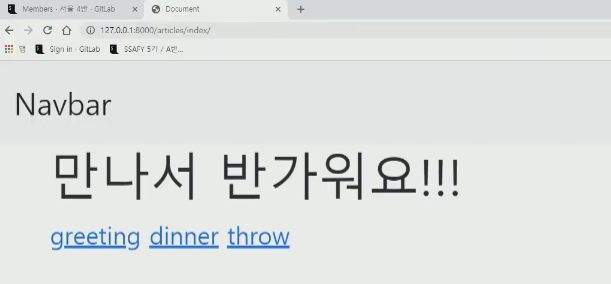 Members · 서울 4반 · GitLab
Document
127.0.0.1:8000/articles/index/
앱
Sign in · GitLab
SSAFY 5기 / A반...
Navbar
만나서 반가워요!!!
greeting dinner throw